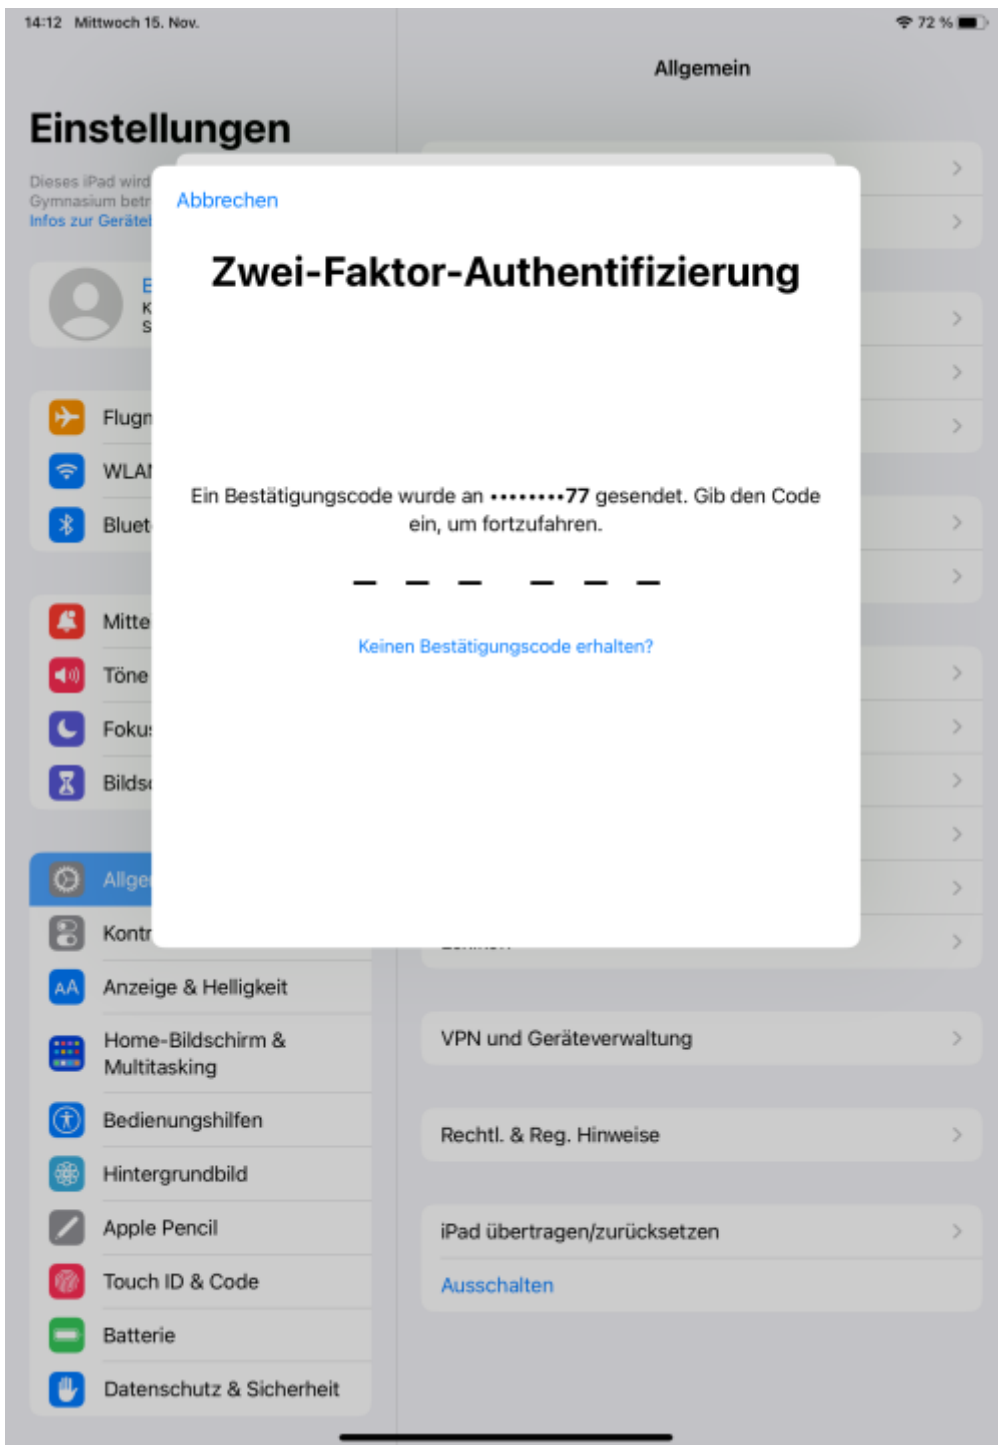 14:12 Mittwoch 15. Nov.
72 %
Allgemein
Einstellungen
Dieses iPad wird
Gymnasium
Infos zur
Abbrechen
Zwei-Faktor-Authentifizierung
Ein Bestätigungscode wurde an ••••••••77 gesendet. Gib den Code
ein, um fortzufahren.
Keinen Bestätigungscode erhalten?
Töne
VPN und Geräteverwaltung
Anzeige & Helligkeit
Home-Bildschirm &
Multitasking
Bedienungshilfen
Hintergrundbild
Apple Pencil
Touch ID & Code
Batterie
Datenschutz & Sicherheit
Rechtl. & Reg. Hinweise
iPad übertragen/zurücksetzen
Ausschalten